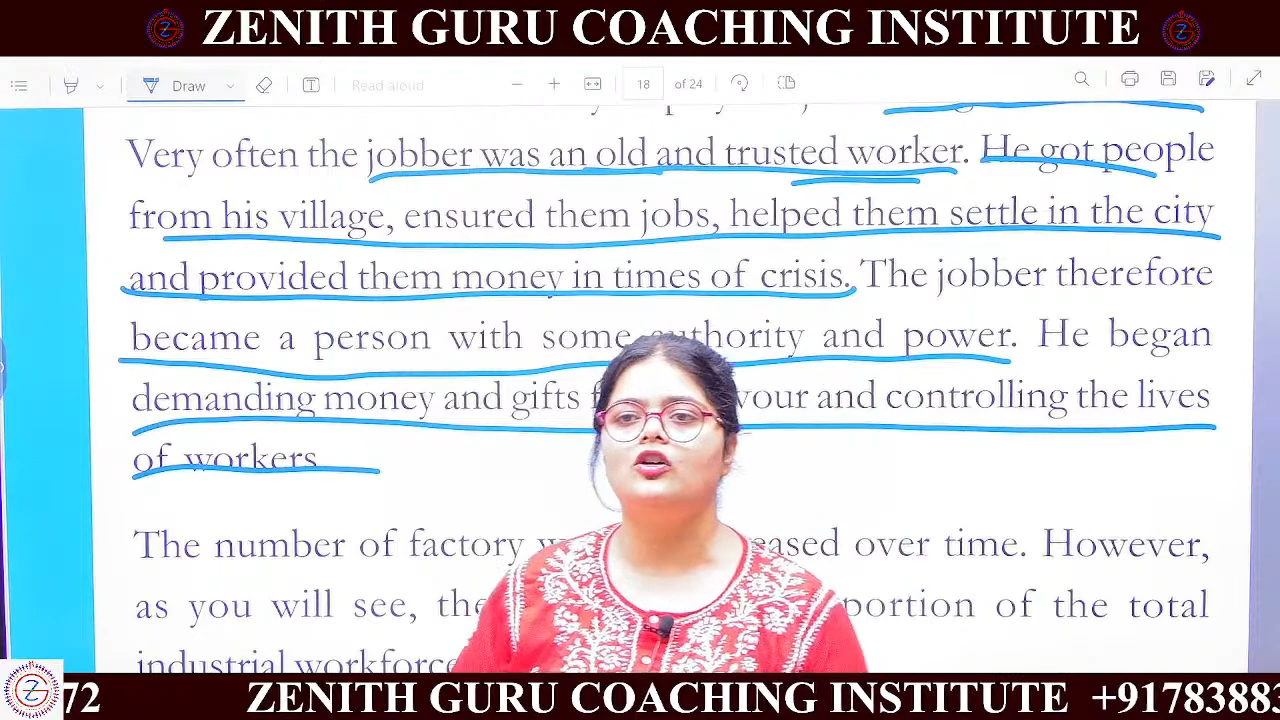 ZENITH GURU COACHING INSTITUTE
Draw
Read aloud
18 of 24
Very often the jobber was an old and trusted worker. He got people
from his village, ensured them jobs, helped them settle in the city
and provided them money in times of crisis. The jobber therefore
became a person with some authority and power. He began
demanding money and gifts vour and controlling the lives
of workers
The number of factory eased over time. However,
as you will see, the portion of the total
industrial workforce
72 ZENITH GURU COACHING INSTITUTE +91783883